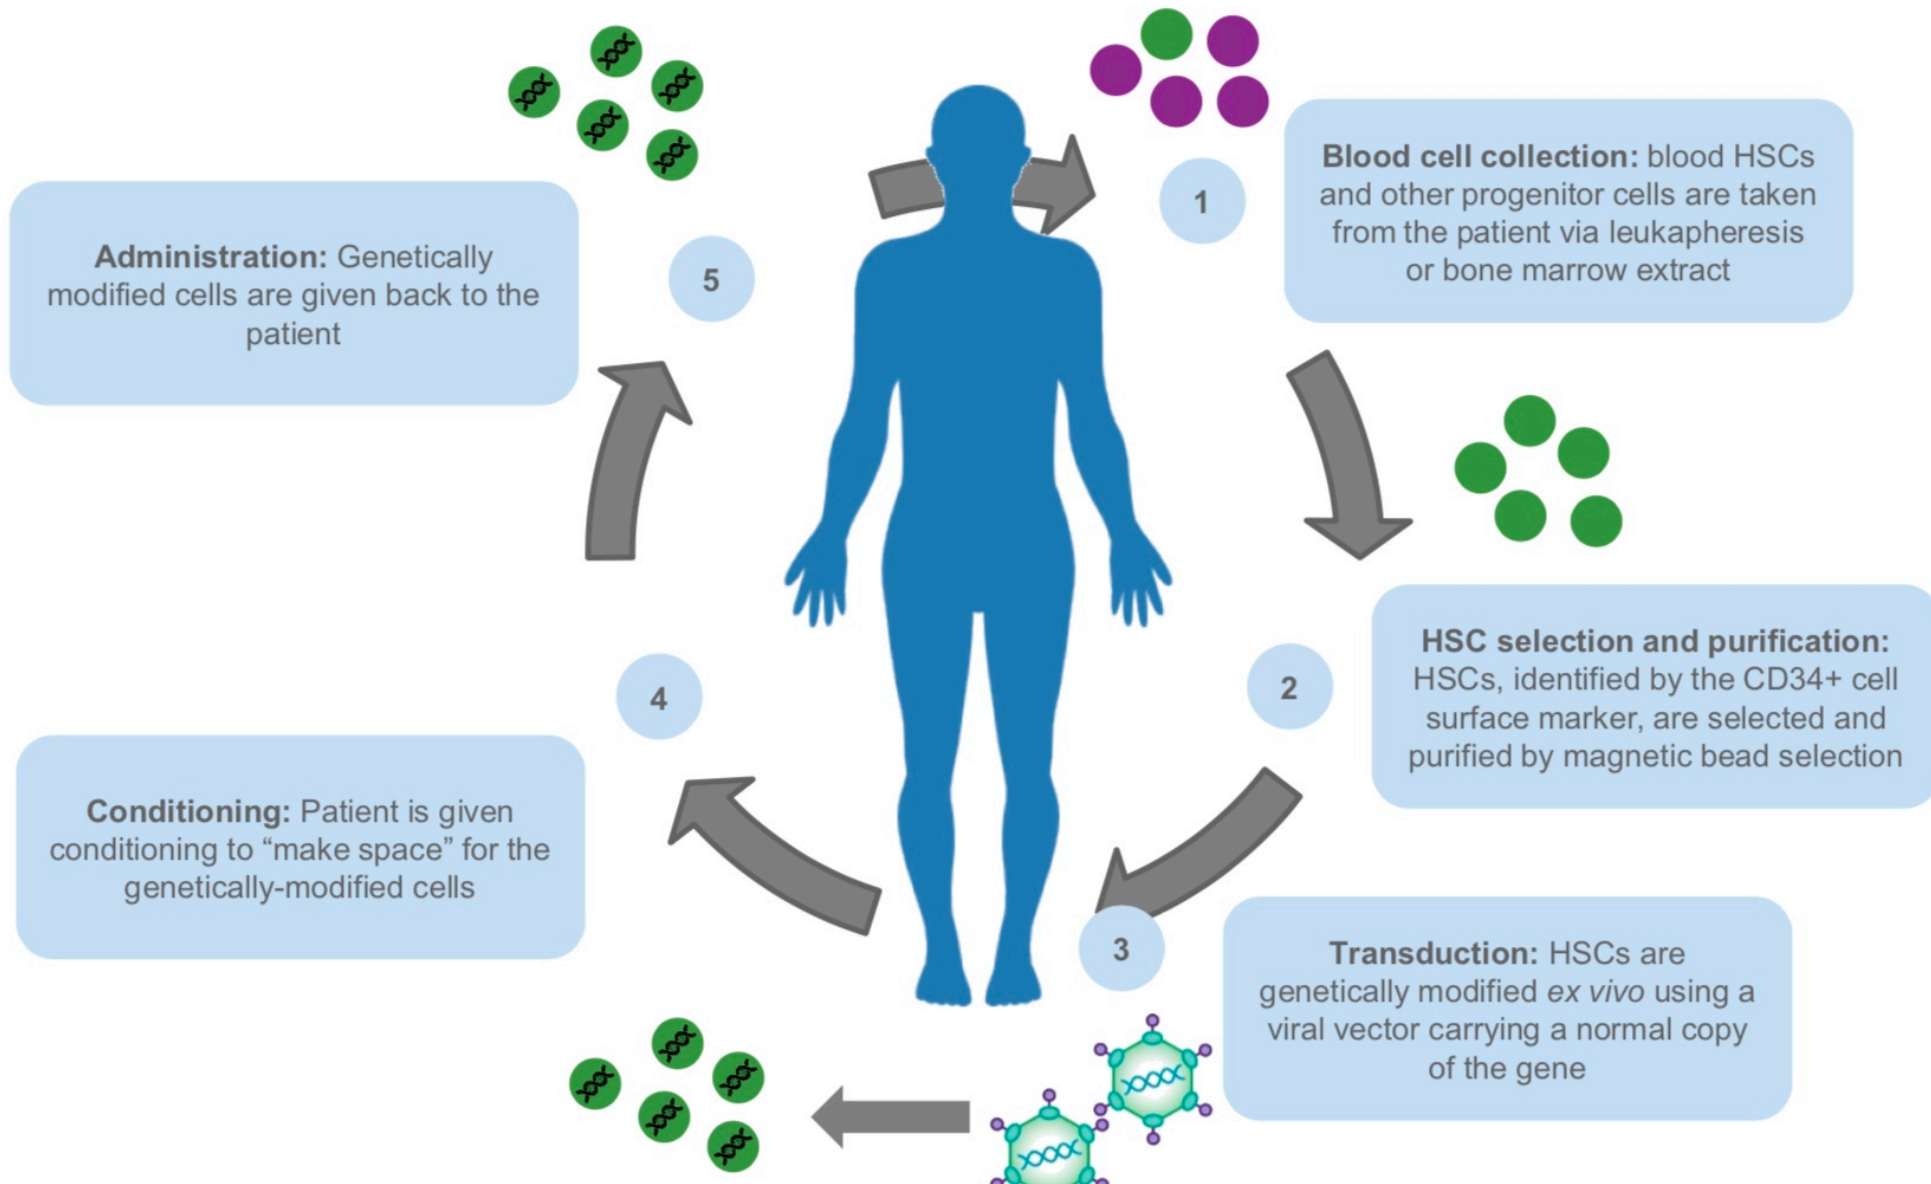 1
Blood cell collection: blood HSCs
and other progenitor cells are taken
from the patient via leukapheresis
or bone marrow extract
2
HSC selection and purification:
HSCs, identified by the CD34+ cell
surface marker, are selected and
purified by magnetic bead selection
3
Transduction: HSCs are
genetically modified ex vivo using a
viral vector carrying a normal copy
of the gene
4
Conditioning: Patient is given
conditioning to “make space” for the
genetically-modified cells
5
Administration: Genetically
modified cells are given back to the
patient